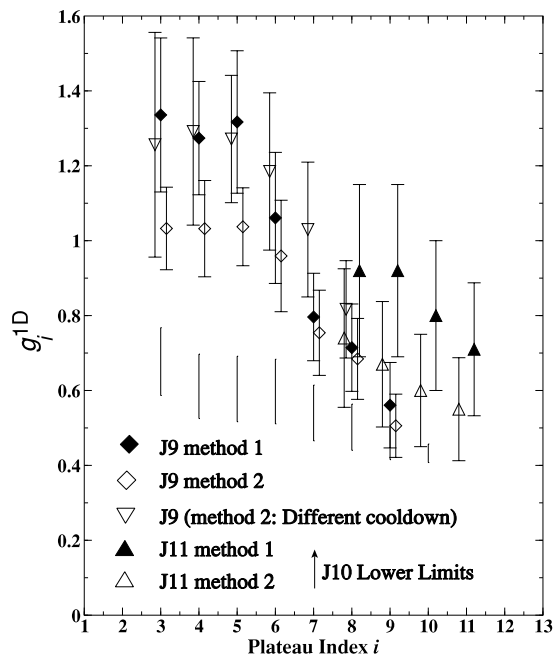 1.6
1.4
1.2
1
0.8
0.6
0.4
0.2
0
g_i^1D
J9 method 1
J9 method 2
J9 (method 2: Different cooldown)
J11 method 1
J11 method 2
J10 Lower Limits
1 2 3 4 5 6 7 8 9 10 11 12 13
Plateau Index i